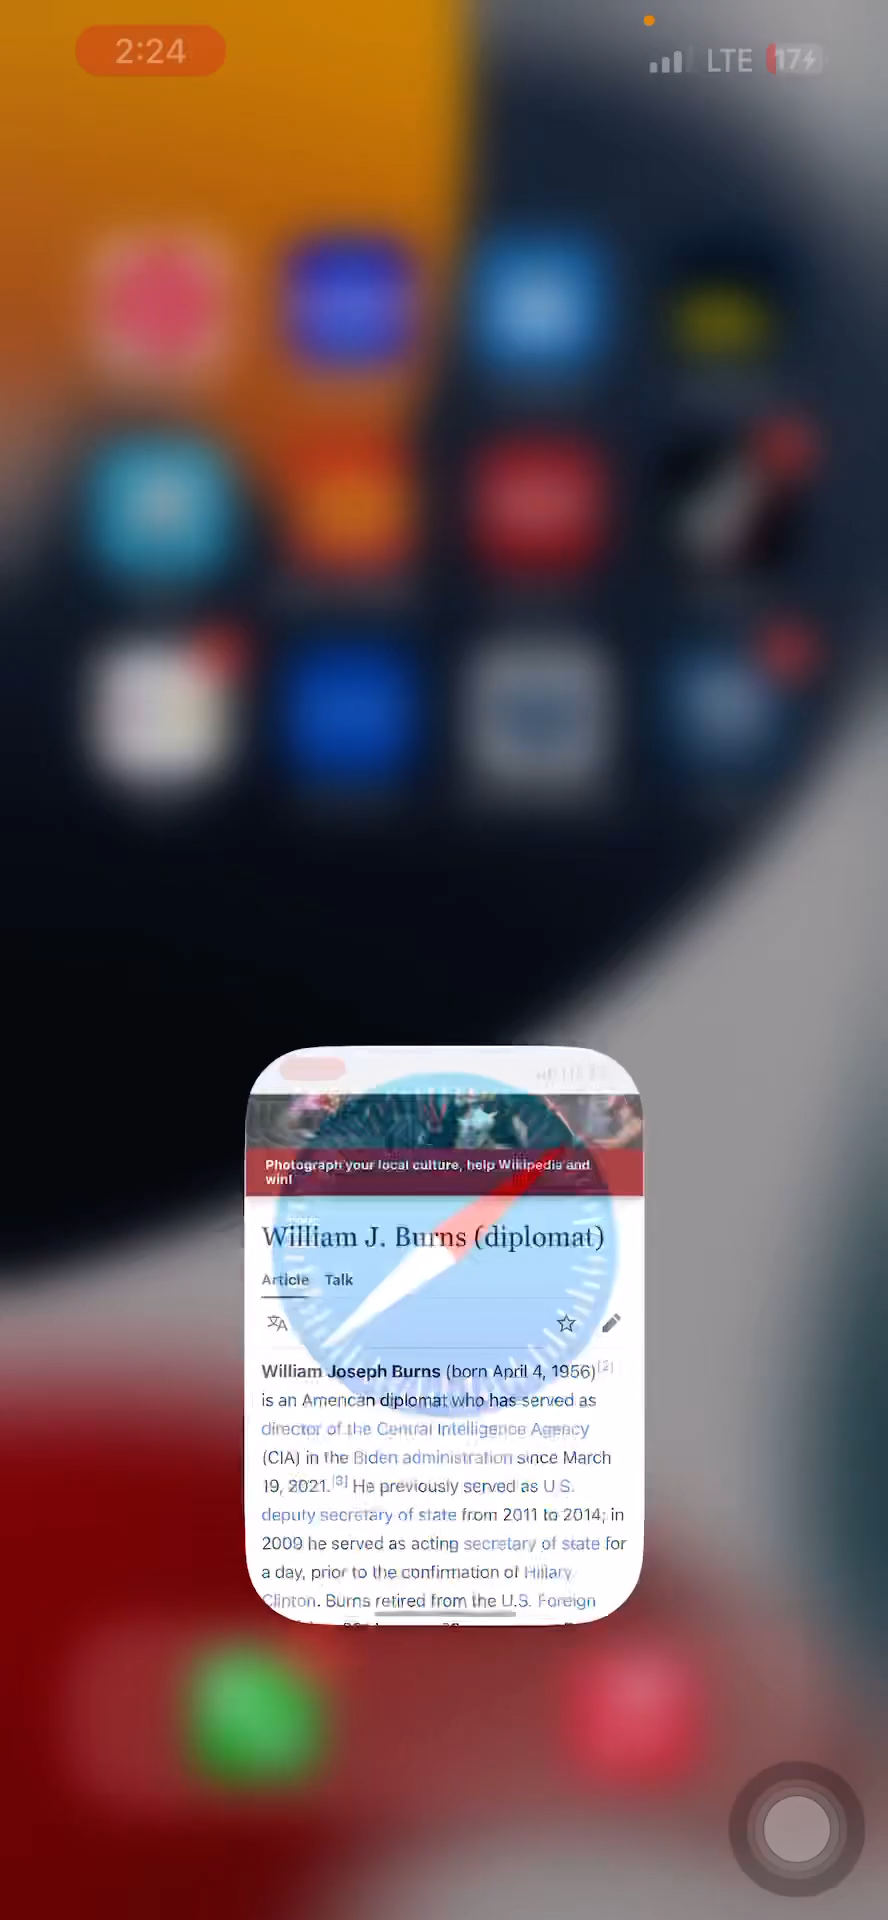 2:24
LTE 17
Photograph your local culture, help Wikipedia and
win!
William J. Burns (diplomat)
Article Talk
William Joseph Burns (born April 4, 1956)[2]
is an American diplomat who has served as
director of the Central Intelligence Agency
(CIA) in the Biden administration since March
19, 2021.[3] He previously served as U.S.
deputy secretary of state from 2011 to 2014; in
2009 he served as acting secretary of state for
a day, prior to the confirmation of Hillary
Clinton. Burns retired from the U.S. Foreign